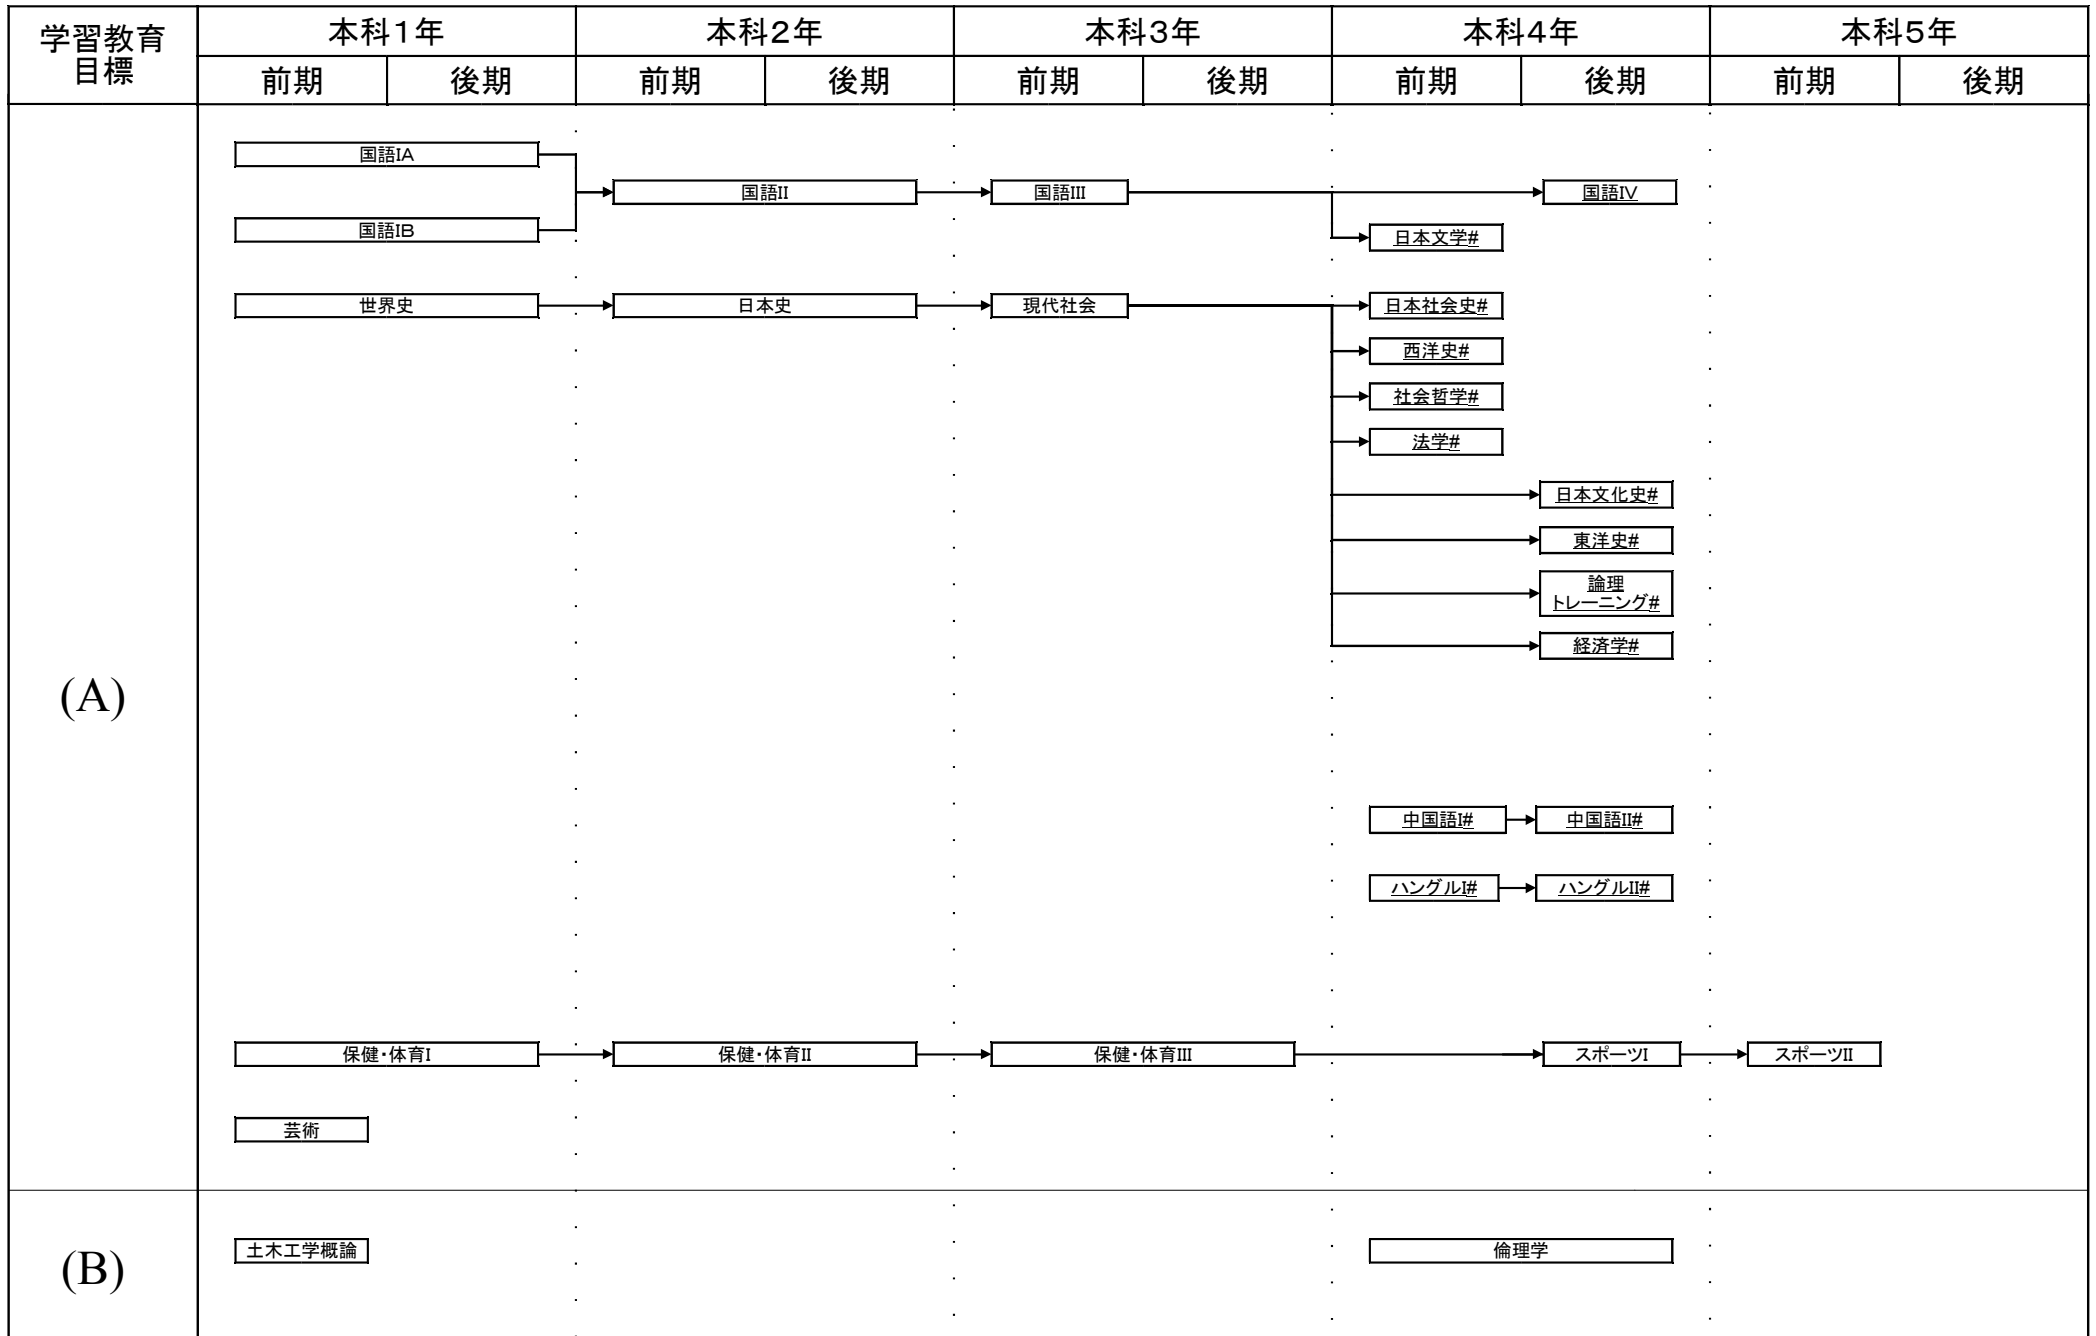 学習教育
目標
本科1年
本科2年
本科3年
本科4年
本科5年
前期
後期
前期
後期
前期
後期
前期
後期
前期
後期
(A)
国語IA
国語II
国語III
国語IV
国語IB
日本文学#
世界史
日本史
現代社会
日本社会史#
西洋史#
社会哲学#
法学#
日本文化史#
東洋史#
論理
トレーニング#
経済学#
中国語I#
中国語II#
ハングルI#
ハングルII#
保健・体育I
保健・体育II
保健・体育III
スポーツI
スポーツII
芸術
(B)
土木工学概論
倫理学